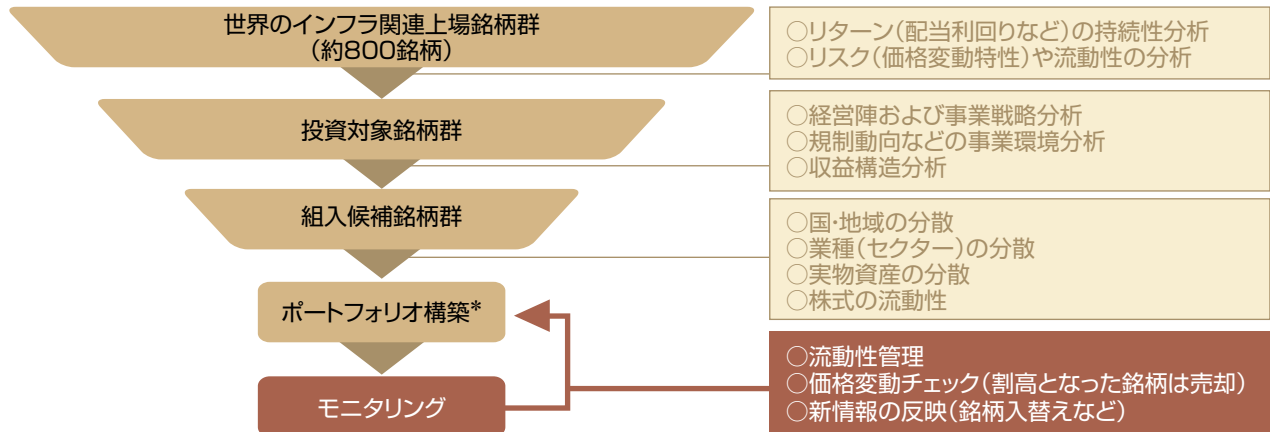 世界のインフラ関連上場銘柄群
(約800銘柄)
○リターン(配当利回りなど)の持続性分析
○リスク(価格変動特性)や流動性の分析
投資対象銘柄群
○経営陣および事業戦略分析
○規制動向などの事業環境分析
○収益構造分析
組入候補銘柄群
○国・地域の分散
○業種(セクター)の分散
○実物資産の分散
○株式の流動性
ポートフォリオ構築*
モニタリング
○流動性管理
○価格変動チェック(割高となった銘柄は売却)
○新情報の反映(銘柄入替えなど)